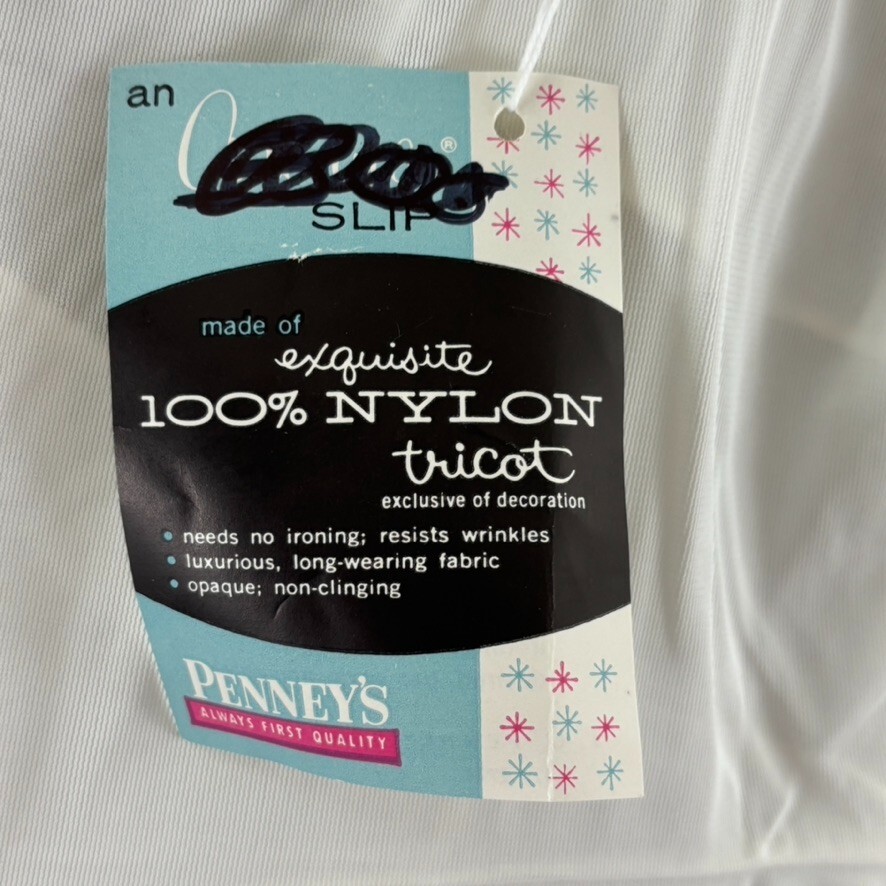 an
®
SLIP
made of
exquisite
100% NYLON
tricot
exclusive of decoration
• needs no ironing; resists wrinkles
• luxurious, long-wearing fabric
• opaque; non-clinging
PENNEY'S
ALWAYS FIRST QUALITY